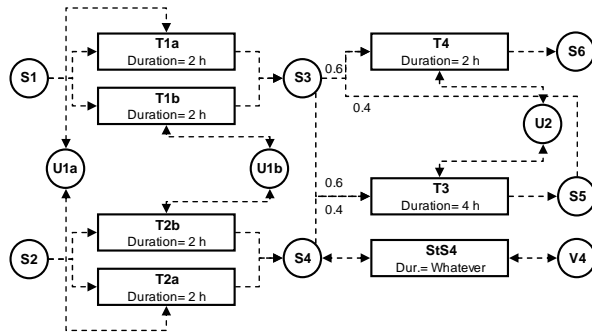 T1a
Duration= 2 h
T4
Duration= 2 h
S1
S3
S6
0.6
T1b
Duration= 2 h
0.4
U2
U1a
U1b
T3
Duration= 4 h
0.6
0.4
S5
T2b
Duration= 2 h
S2
S4
StS4
Dur.= Whatever
V4
T2a
Duration= 2 h